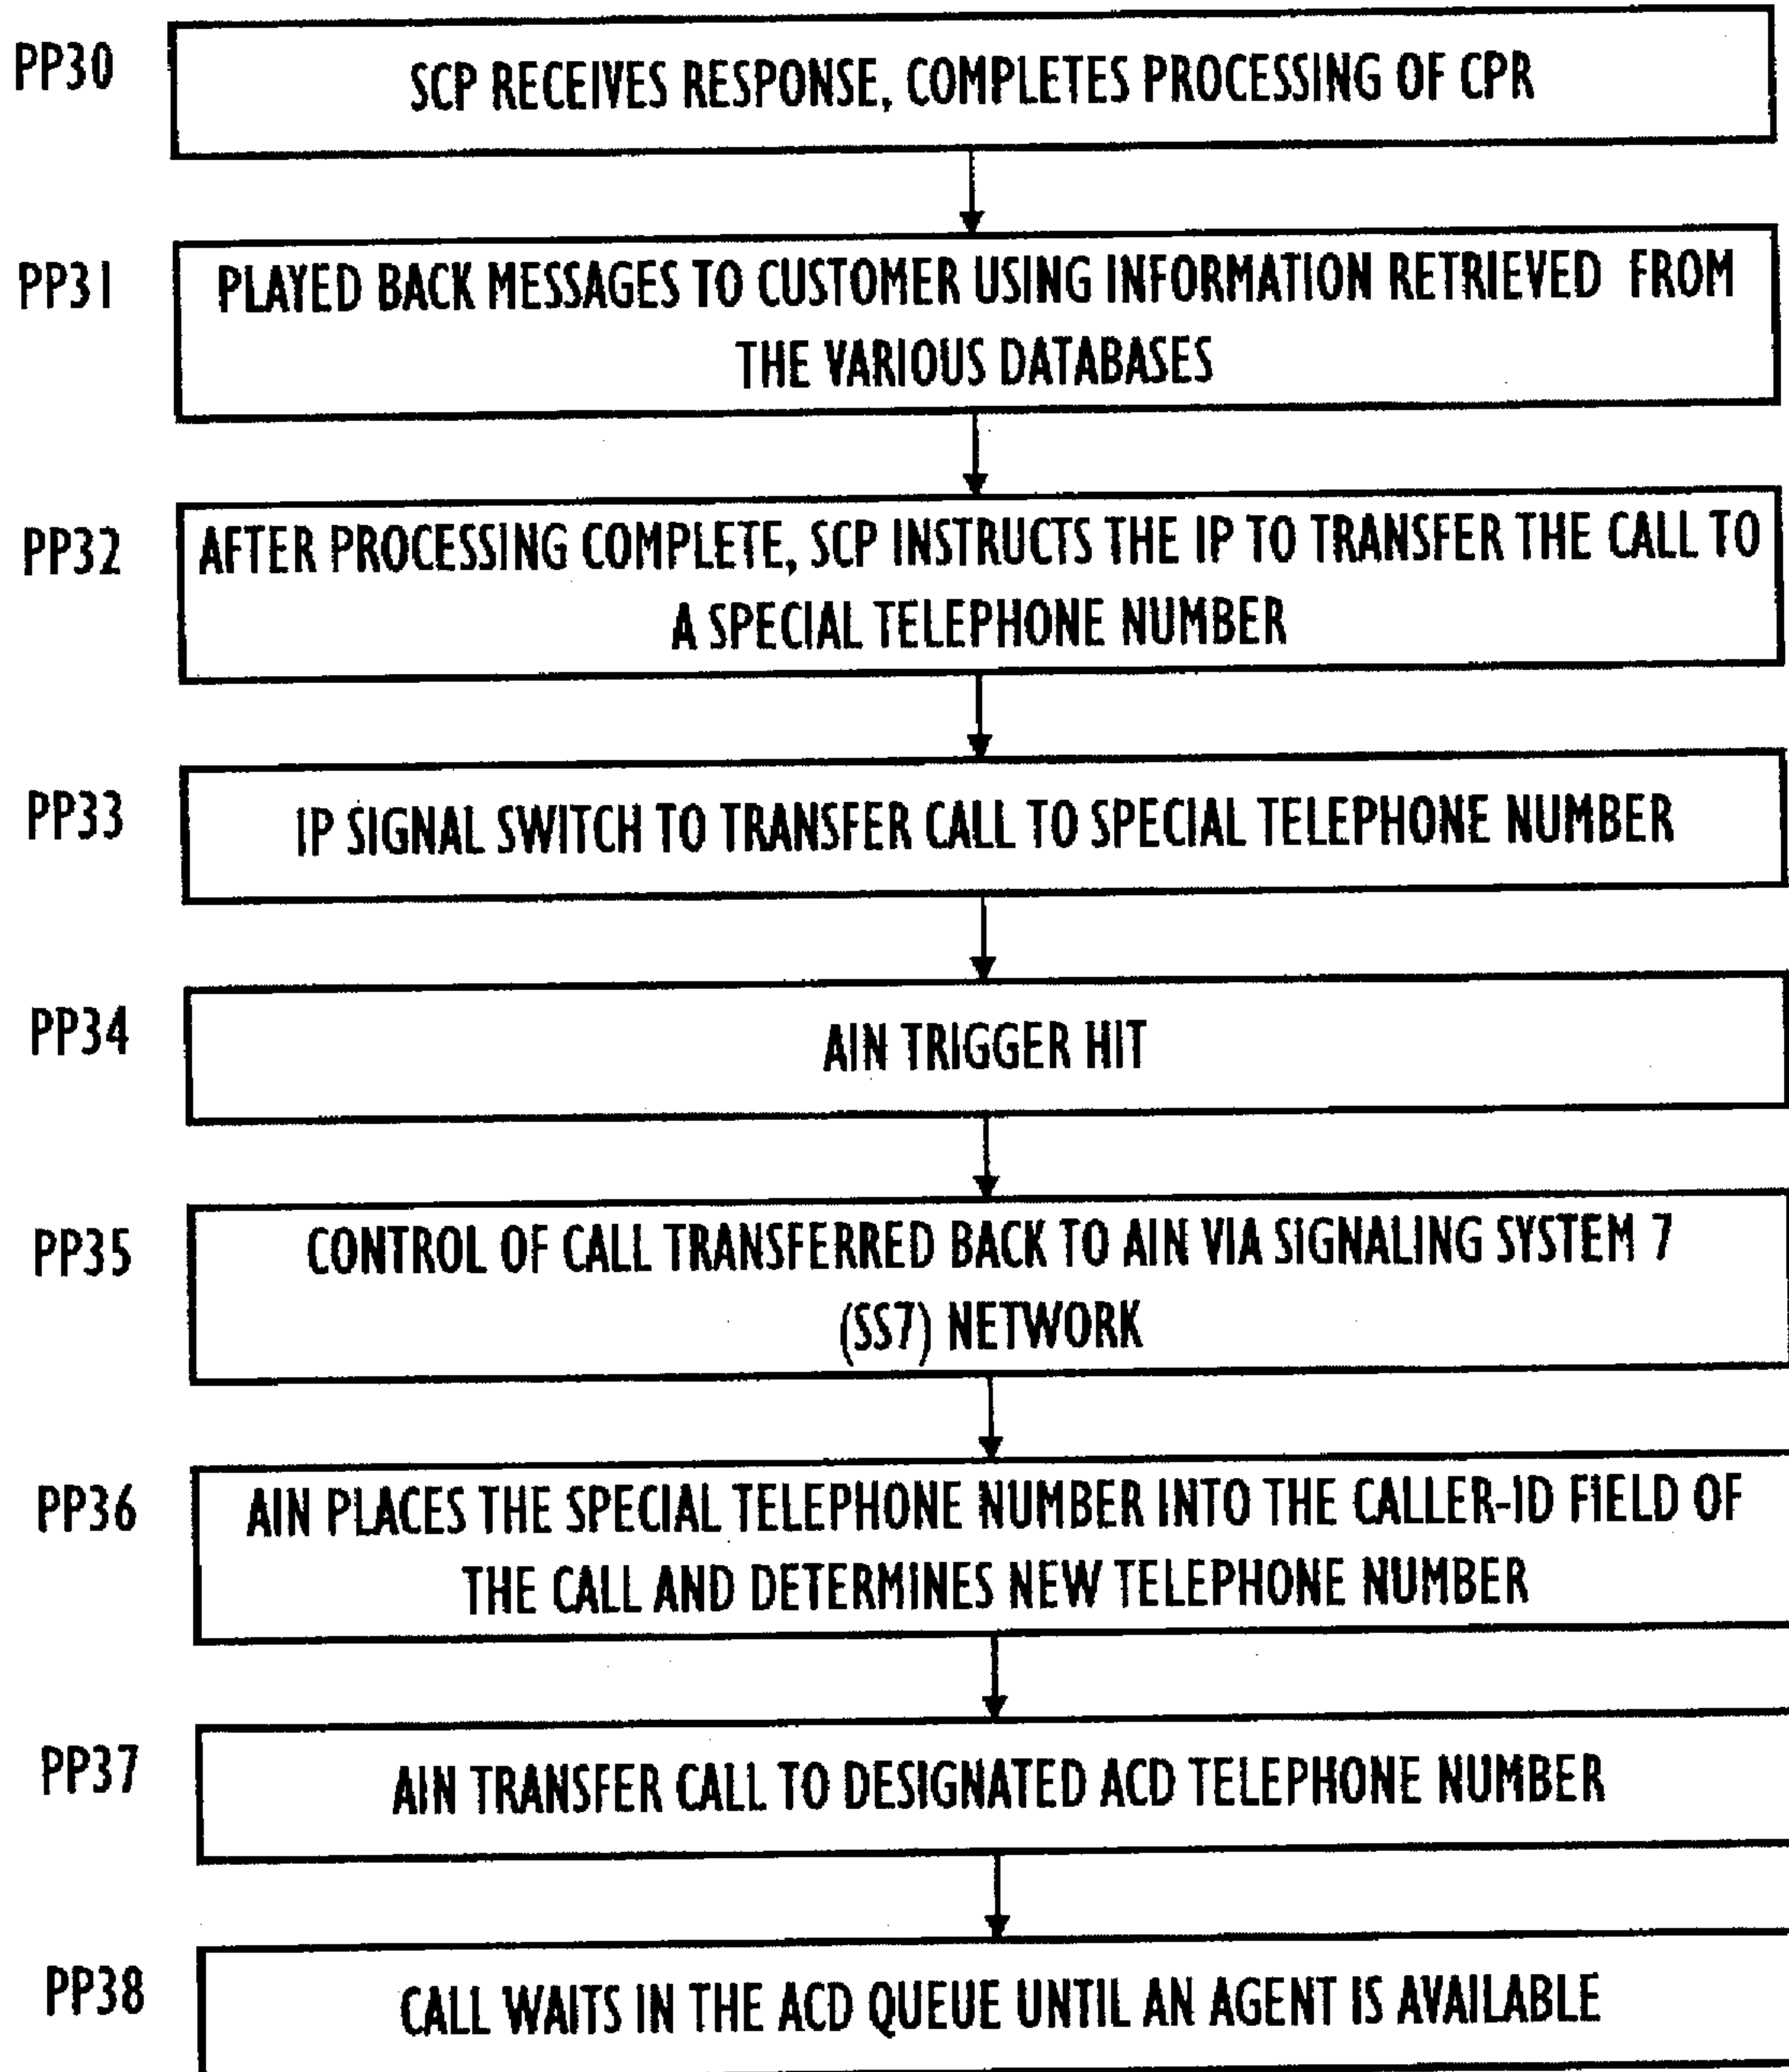 PP30
SCP RECEIVES RESPONSE, COMPLETES PROCESSING OF CPR
PP31
PLAYED BACK MESSAGES TO CUSTOMER USING INFORMATION RETRIEVED FROM
THE VARIOUS DATABASES
PP32
AFTER PROCESSING COMPLETE, SCP INSTRUCTS THE IP TO TRANSFER THE CALL TO
A SPECIAL TELEPHONE NUMBER
PP33
IP SIGNAL SWITCH TO TRANSFER CALL TO SPECIAL TELEPHONE NUMBER
PP34
AIN TRIGGER HIT
PP35
CONTROL OF CALL TRANSFERRED BACK TO AIN VIA SIGNALING SYSTEM 7
(SS7) NETWORK
PP36
AIN PLACES THE SPECIAL TELEPHONE NUMBER INTO THE CALLER-ID FIELD OF
THE CALL AND DETERMINES NEW TELEPHONE NUMBER
PP37
AIN TRANSFER CALL TO DESIGNATED ACD TELEPHONE NUMBER
PP38
CALL WAITS IN THE ACD QUEUE UNTIL AN AGENT IS AVAILABLE